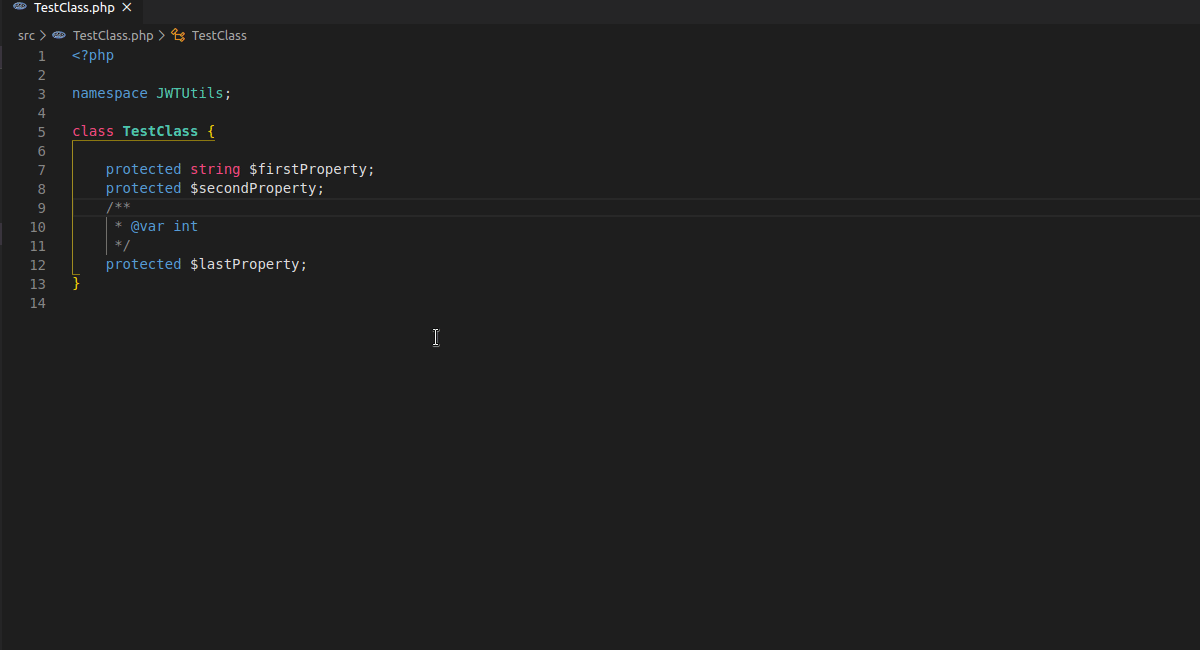 TestClass.php
src > TestClass.php > TestClass
1 <?php
2
3 namespace JWTUtils;
4
5 class TestClass {
6
7 protected string $firstProperty;
8 protected $secondProperty;
9 /**
10 * @var int
11 */
12 protected $lastProperty;
13 }
14